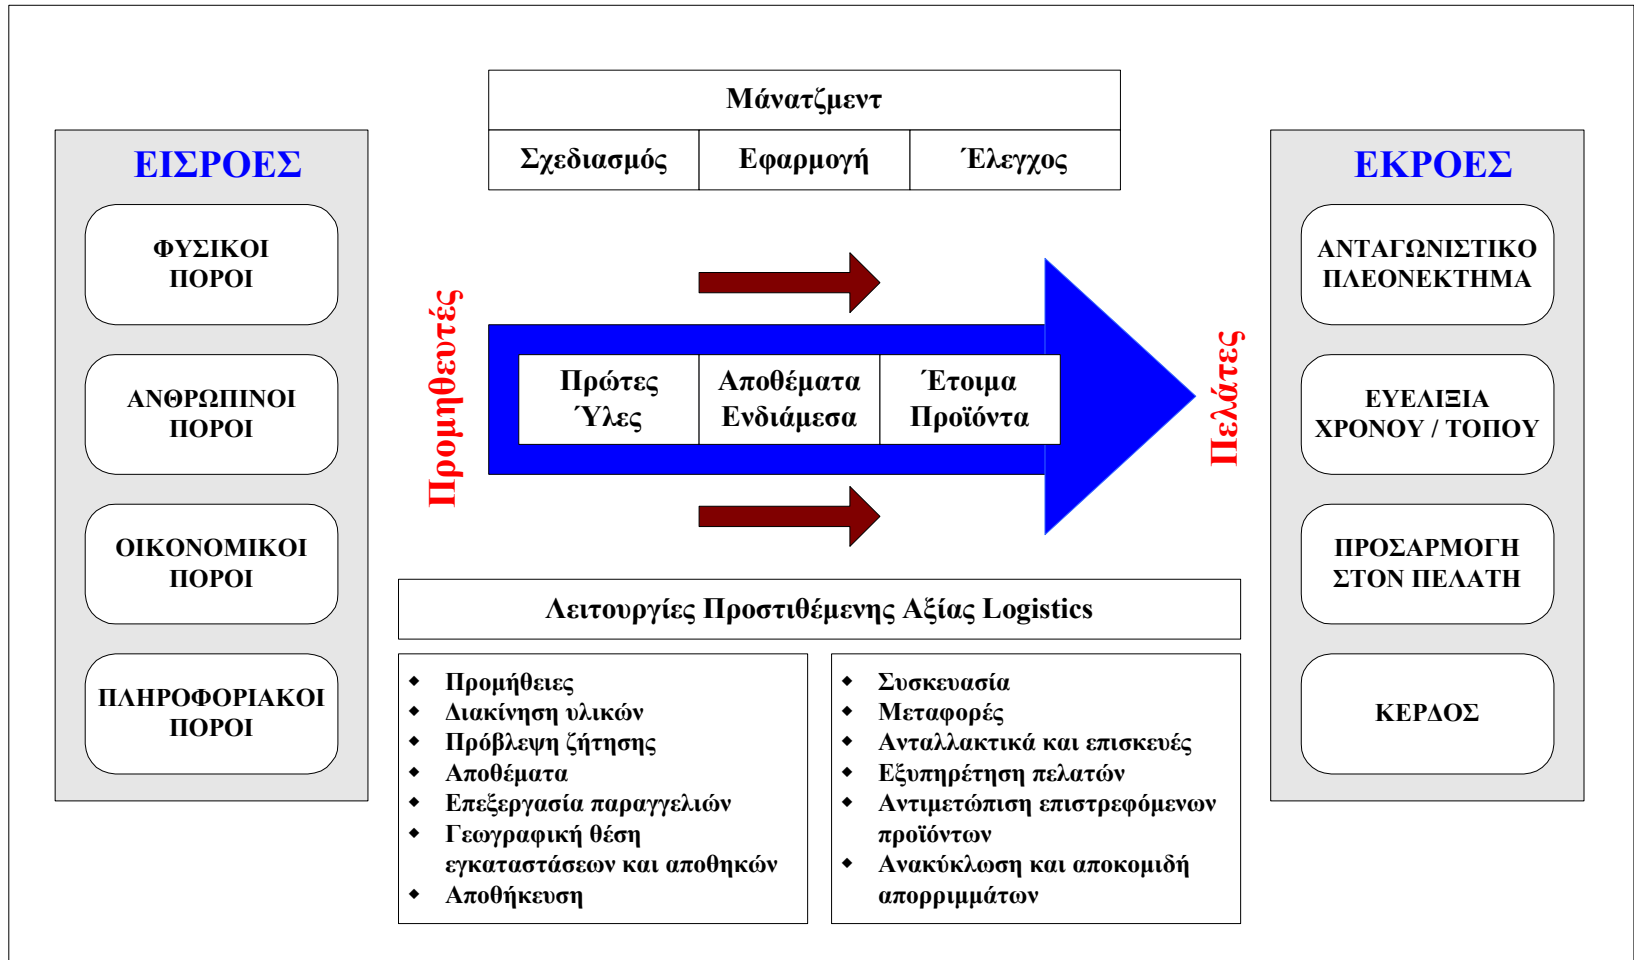 Μάνατζμεντ
Σχεδιασμός
Εφαρμογή
Έλεγχος
ΕΙΣΡΟΕΣ
ΦΥΣΙΚΟΙ
ΠΟΡΟΙ
ΑΝΘΡΩΠΙΝΟΙ
ΠΟΡΟΙ
ΟΙΚΟΝΟΜΙΚΟΙ
ΠΟΡΟΙ
ΠΛΗΡΟΦΟΡΙΑΚΟΙ
ΠΟΡΟΙ
Προμηθευτές
Πρώτες
Ύλες
Αποθέματα
Ενδιάμεσα
Έτοιμα
Προϊόντα
Πελάτες
Λειτουργίες Προστιθέμενης Αξίας Logistics
Προμήθειες
Διακίνηση υλικών
Πρόβλεψη ζήτησης
Αποθέματα
Επεξεργασία παραγγελιών
Γεωγραφική θέση
εγκαταστάσεων και αποθηκών
Αποθήκευση
Συσκευασία
Μεταφορές
Ανταλλακτικά και επισκευές
Εξυπηρέτηση πελατών
Αντιμετώπιση επιστρεφόμενων
προϊόντων
Ανακύκλωση και αποκομιδή
απορριμμάτων
ΕΚΡΟΕΣ
ΑΝΤΑΓΩΝΙΣΤΙΚΟ
ΠΛΕΟΝΕΚΤΗΜΑ
ΕΥΕΛΙΞΙΑ
ΧΡΟΝΟΥ / ΤΟΠΟΥ
ΠΡΟΣΑΡΜΟΓΗ
ΣΤΟΝ ΠΕΛΑΤΗ
ΚΕΡΔΟΣ